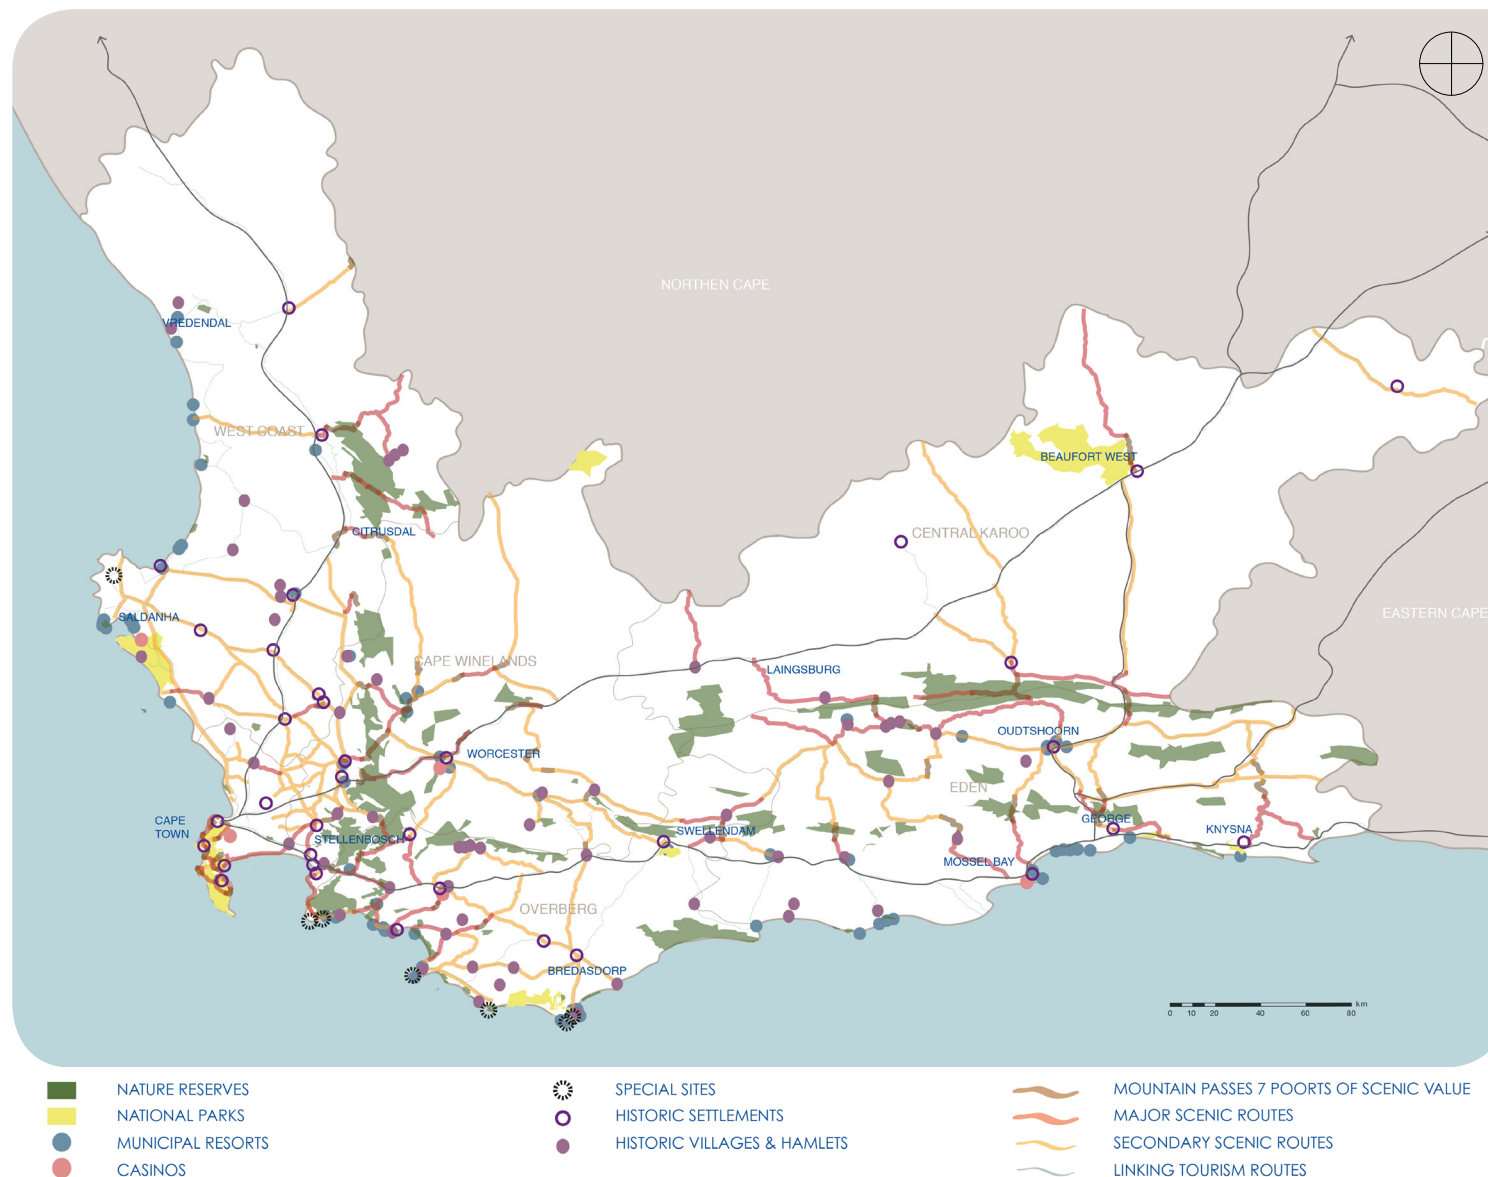 NORTHEN CAPE
VREDENDAL
WEST COAST
BEAUFORT WEST
CITRUSDAL
CENTRAL KAROO
EASTERN CAPE
SALDANHA
CAPE WINELANDS
LAINGSBURG
OUDTSHOORN
WORCESTER
EDEN
CAPE
TOWN
STELLENBOSCH
SWELLENDAM
GEORGE
KNYSNA
MOSSEL BAY
OVERBERG
BREDASDORP
km
0 10 20 40 60 80
NATURE RESERVES
NATIONAL PARKS
MUNICIPAL RESORTS
CASINOS
SPECIAL SITES
HISTORIC SETTLEMENTS
HISTORIC VILLAGES & HAMLETS
MOUNTAIN PASSES 7 POORTS OF SCENIC VALUE
MAJOR SCENIC ROUTES
SECONDARY SCENIC ROUTES
LINKING TOURISM ROUTES